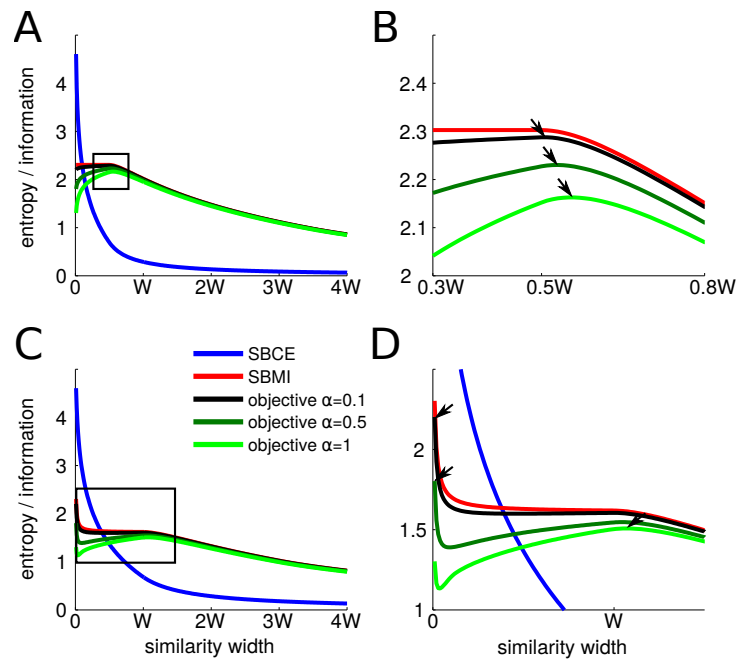 A
entropy / information
4
3
2
1
0
0 W 2W 3W 4W
B
2.4
2.3
2.2
2.1
2
0.3W 0.5W 0.8W
C
SBCE
SBMI
objective α=0.1
objective α=0.5
objective α=1
entropy / information
4
3
2
1
0
0 W 2W 3W 4W
similarity width
D
2
1.5
1
0 W
similarity width